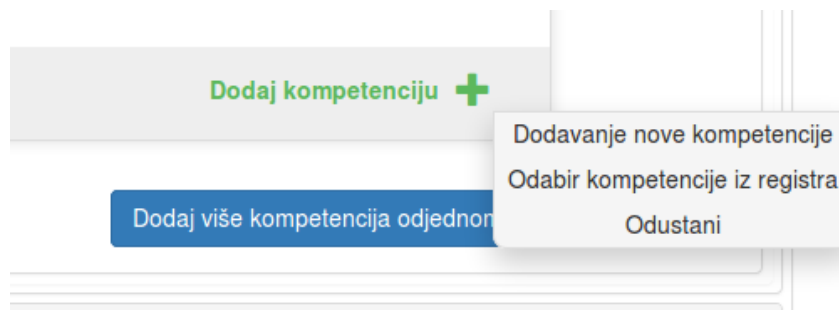 Dodaj kompetenciju
Dodavanje nove kompetencije
Odabir kompetencije iz registra
Dodaj više kompetencija odjednom
Odustani